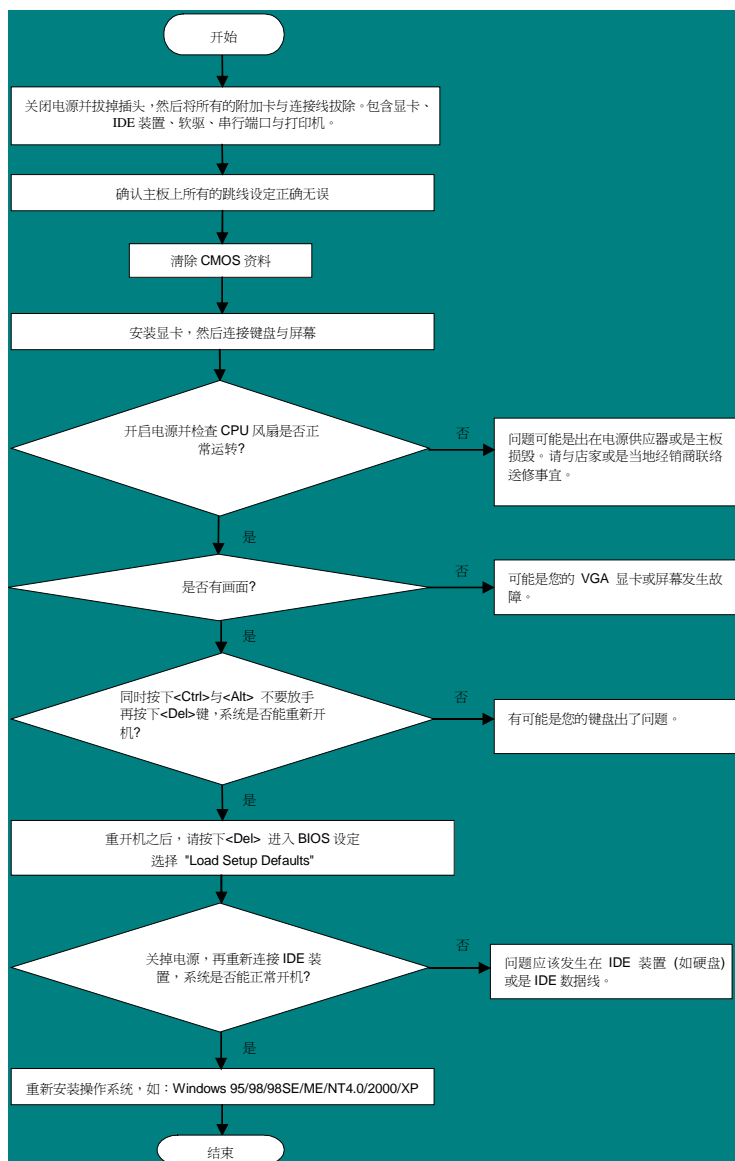 开始
关闭电源并拔掉插头，然后将所有的附加卡与连接线拔除。包含显卡、
IDE 装置、软驱、串行端口与打印机。
确认主板上所有的跳线设定正确无误
清除 CMOS 资料
安装显卡，然后连接键盘与屏幕
开启电源并检查 CPU 风扇是否正
常运转?
否
问题可能是出在电源供应器或是主板
损毁。请与店家或是当地经销商联络
送修事宜。
是
是否有画面?
否
可能是您的 VGA 显卡或屏幕发生故
障。
是
同时按下<Ctrl>与<Alt> 不要放手
再按下<Del>键，系统是否能重新开
机?
否
有可能是您的键盘出了问题。
是
重开机之后，请按下<Del> 进入 BIOS 设定
选择 "Load Setup Defaults"
关掉电源，再重新连接 IDE 装
置，系统是否能正常开机?
否
问题应该发生在 IDE 装置 (如硬盘)
或是 IDE 数据线。
是
重新安装操作系统，如：Windows 95/98/98SE/ME/NT4.0/2000/XP
结束